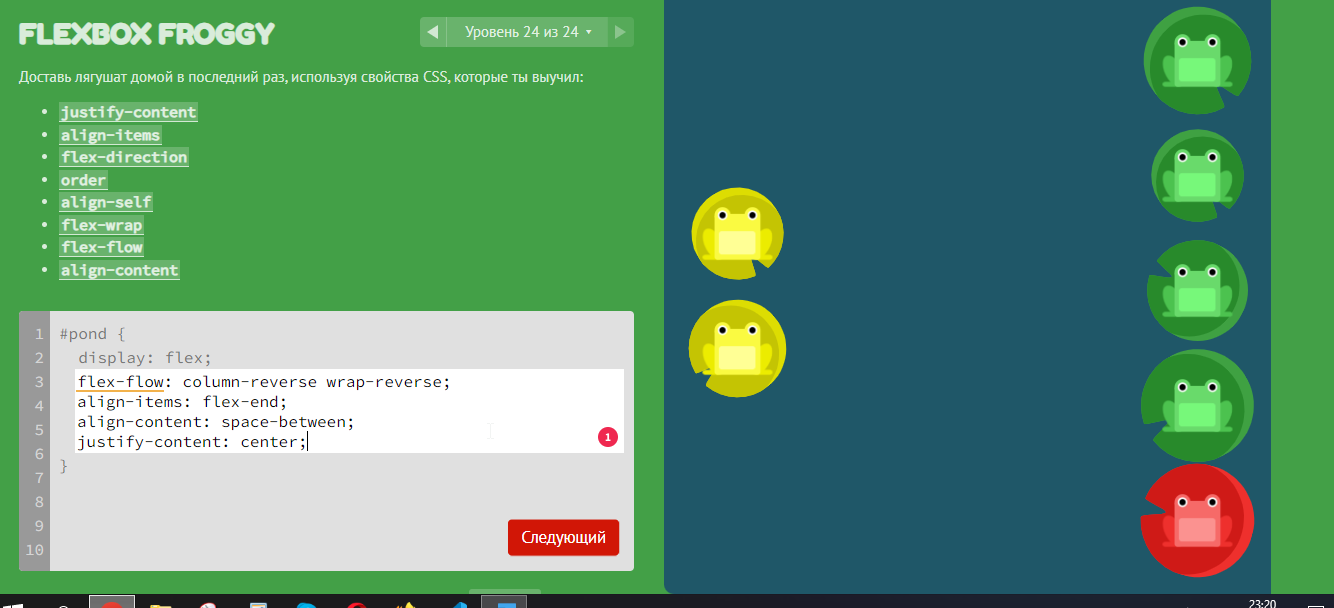 FLEXBOX FROGGY
◀ Уровень 24 из 24 ▾ ▶
Доставь лягушат домой в последний раз, используя свойства CSS, которые ты выучил:
• justify-content
• align-items
• flex-direction
• order
• align-self
• flex-wrap
• flex-flow
• align-content
1 #pond {
2 display: flex;
3 flex-flow: column-reverse wrap-reverse;
4 align-items: flex-end;
5 align-content: space-between;
6 justify-content: center;
1
7 }
8
9
10
Следующий
23:20